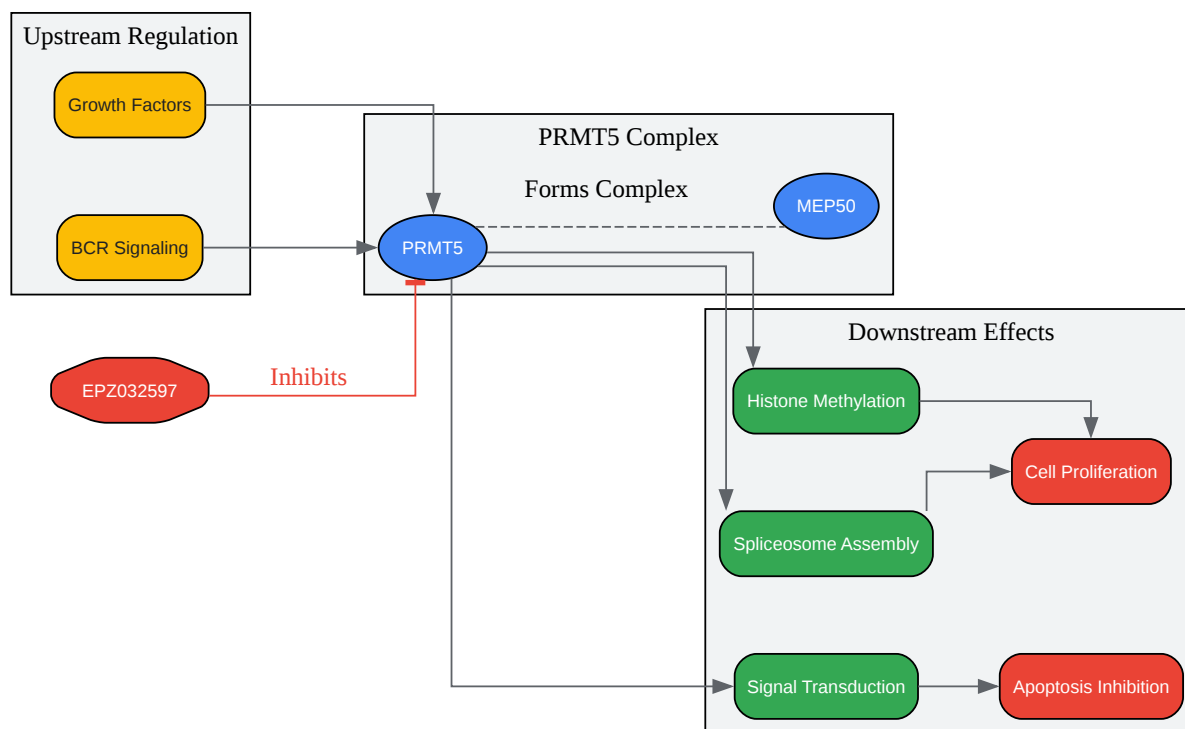 Upstream Regulation
Growth Factors
BCR Signaling
EPZ032597
Inhibits
PRMT5 Complex
Forms Complex
MEP50
PRMT5
Downstream Effects
Histone Methylation
Cell Proliferation
Spliceosome Assembly
Signal Transduction
Apoptosis Inhibition